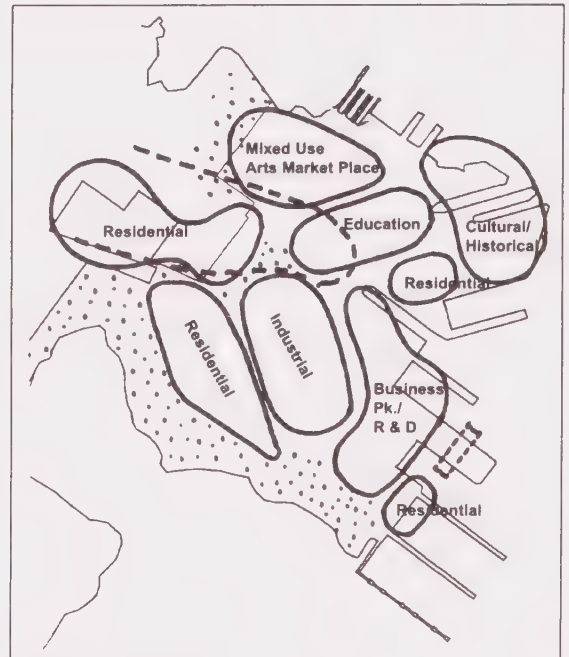 Mixed Use
Arts Market Place
Education
Cultural/
Historical
Residential
Residential
Residential
Industrial
Business
Pk./
R & D
Residential